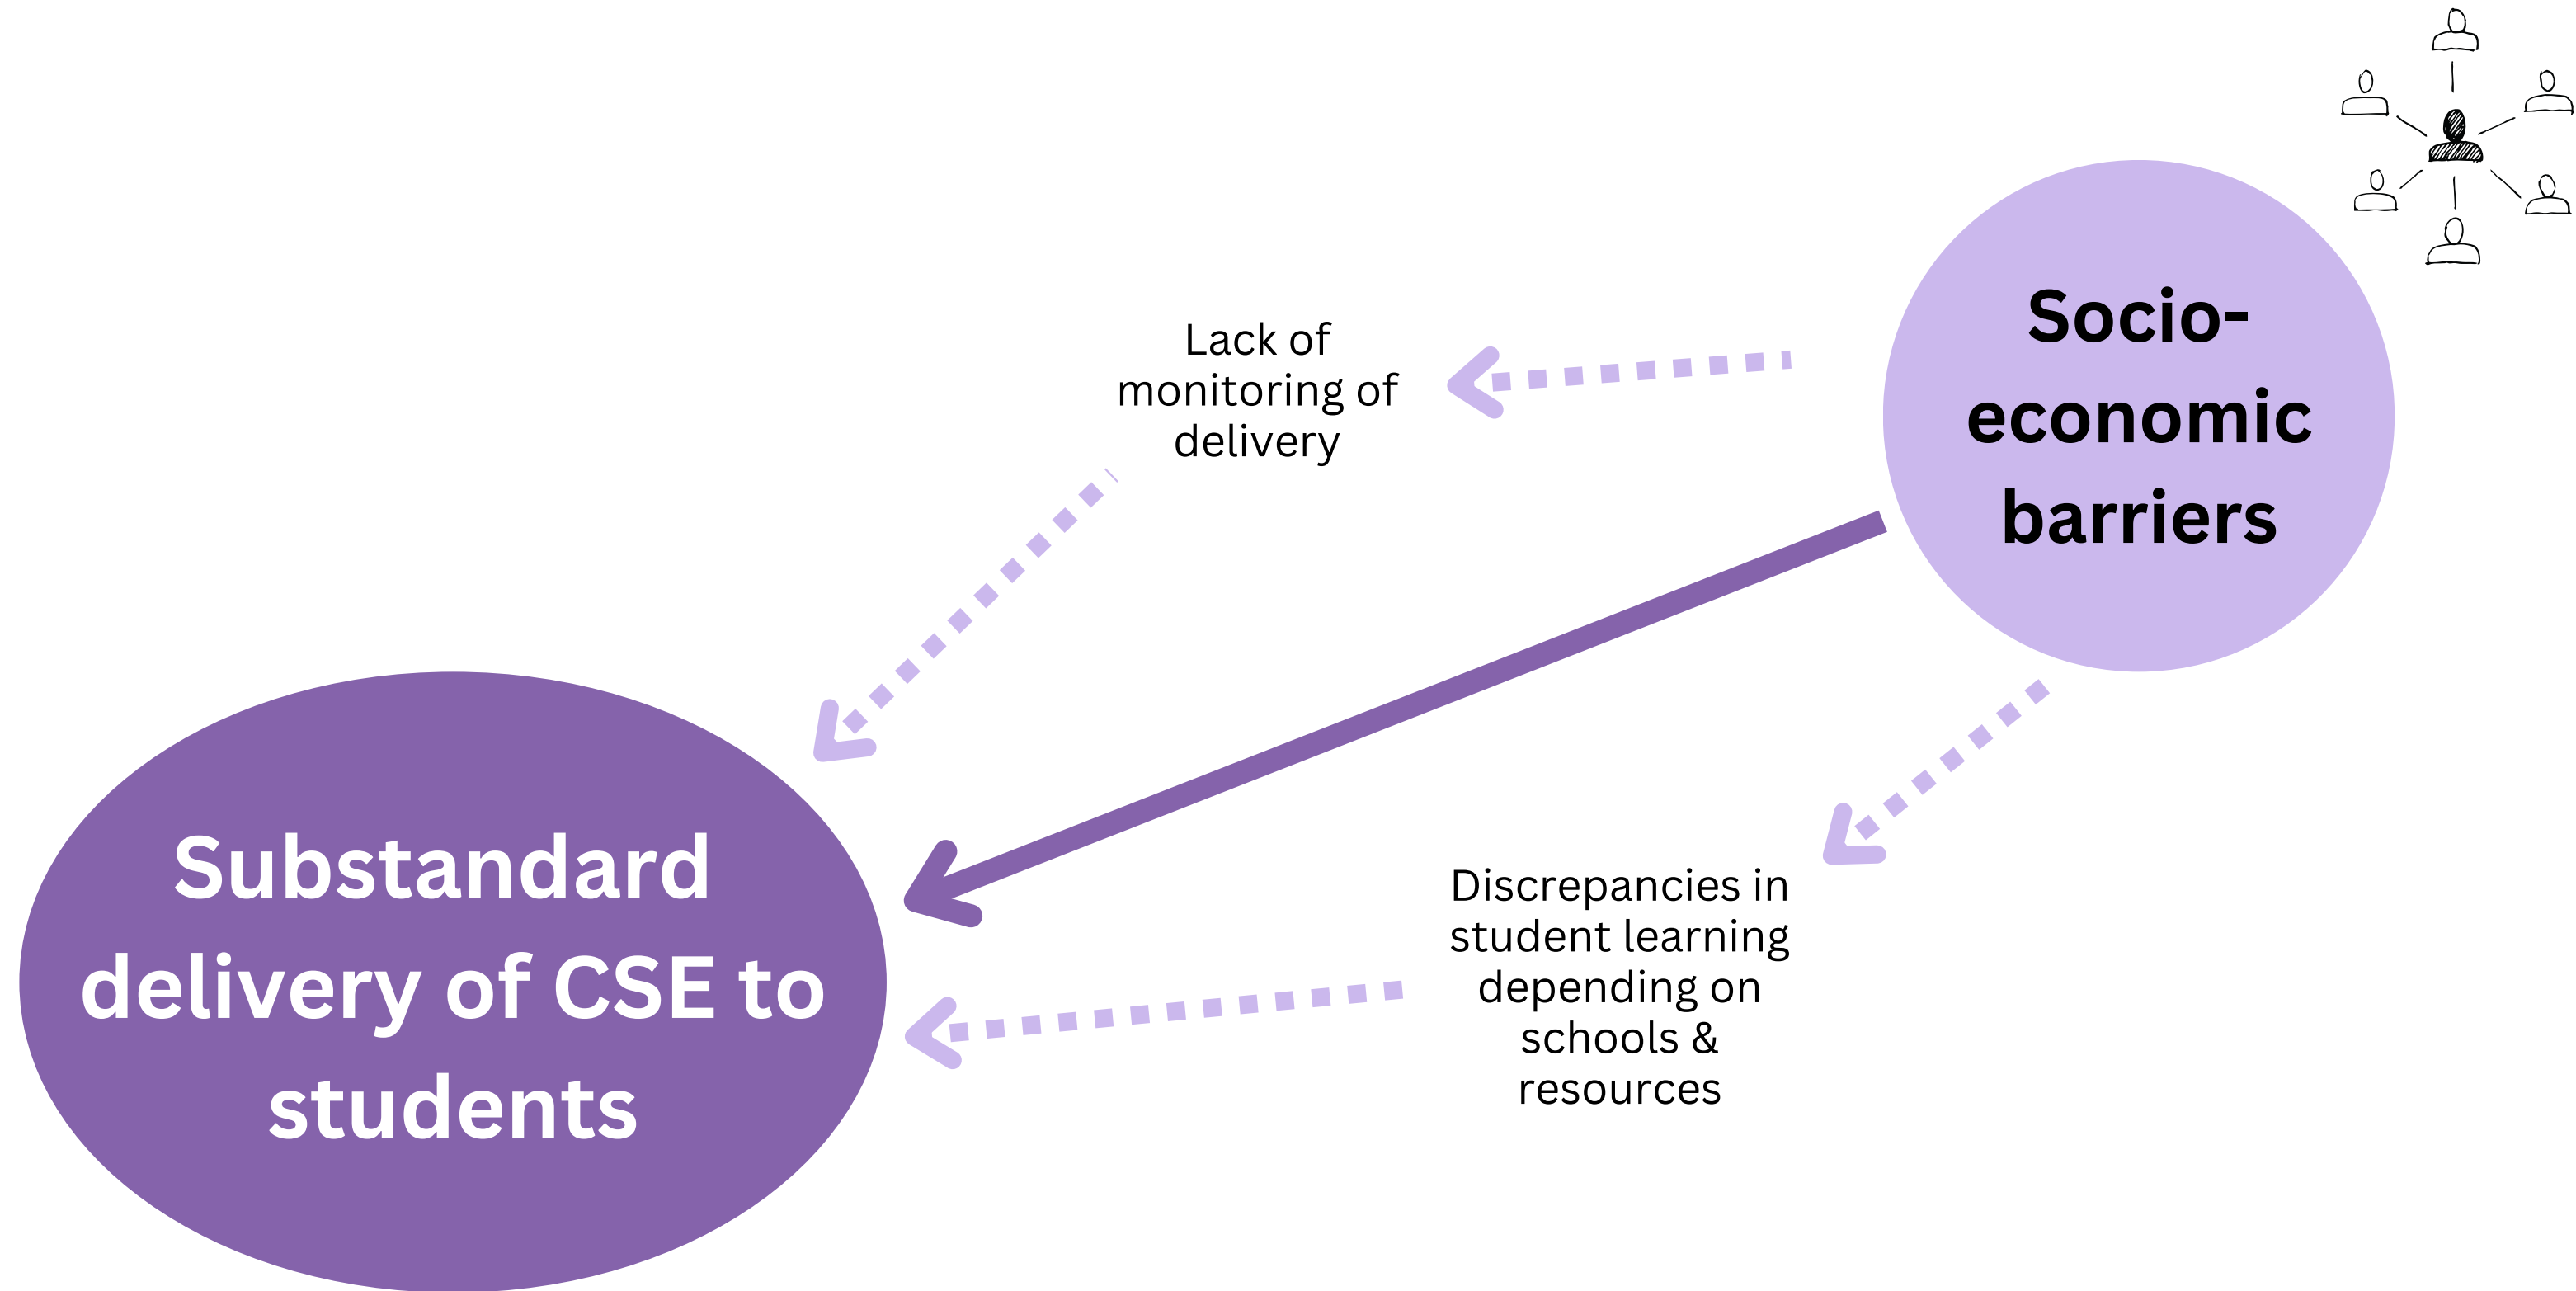 Lack of
monitoring of
delivery
Socio-
economic
barriers
Substandard
delivery of CSE to
students
Discrepancies in
student learning
depending on
schools &
resources